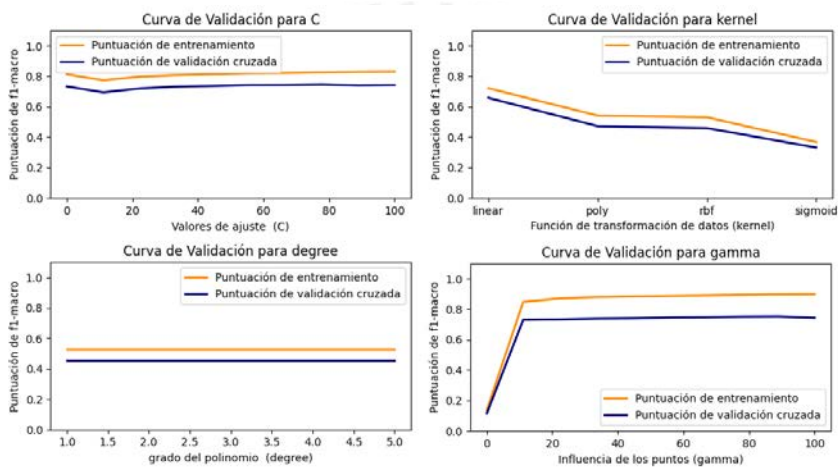 Curva de Validación para C
Puntuación de f1-macro
1.0
0.8
0.6
0.4
0.2
0.0
Puntuación de entrenamiento
Puntuación de validación cruzada
0 20 40 60 80 100
Valores de ajuste (C)
Curva de Validación para kernel
Puntuación de f1-macro
1.0
0.8
0.6
0.4
0.2
0.0
Puntuación de entrenamiento
Puntuación de validación cruzada
linear poly rbf sigmoid
Función de transformación de datos (kernel)
Curva de Validación para degree
Puntuación de f1-macro
1.0
0.8
0.6
0.4
0.2
0.0
Puntuación de entrenamiento
Puntuación de validación cruzada
1.0 1.5 2.0 2.5 3.0 3.5 4.0 4.5 5.0
grado del polinomio (degree)
Curva de Validación para gamma
Puntuación de f1-macro
1.0
0.8
0.6
0.4
0.2
0.0
Puntuación de entrenamiento
Puntuación de validación cruzada
0 20 40 60 80 100
Influencia de los puntos (gamma)